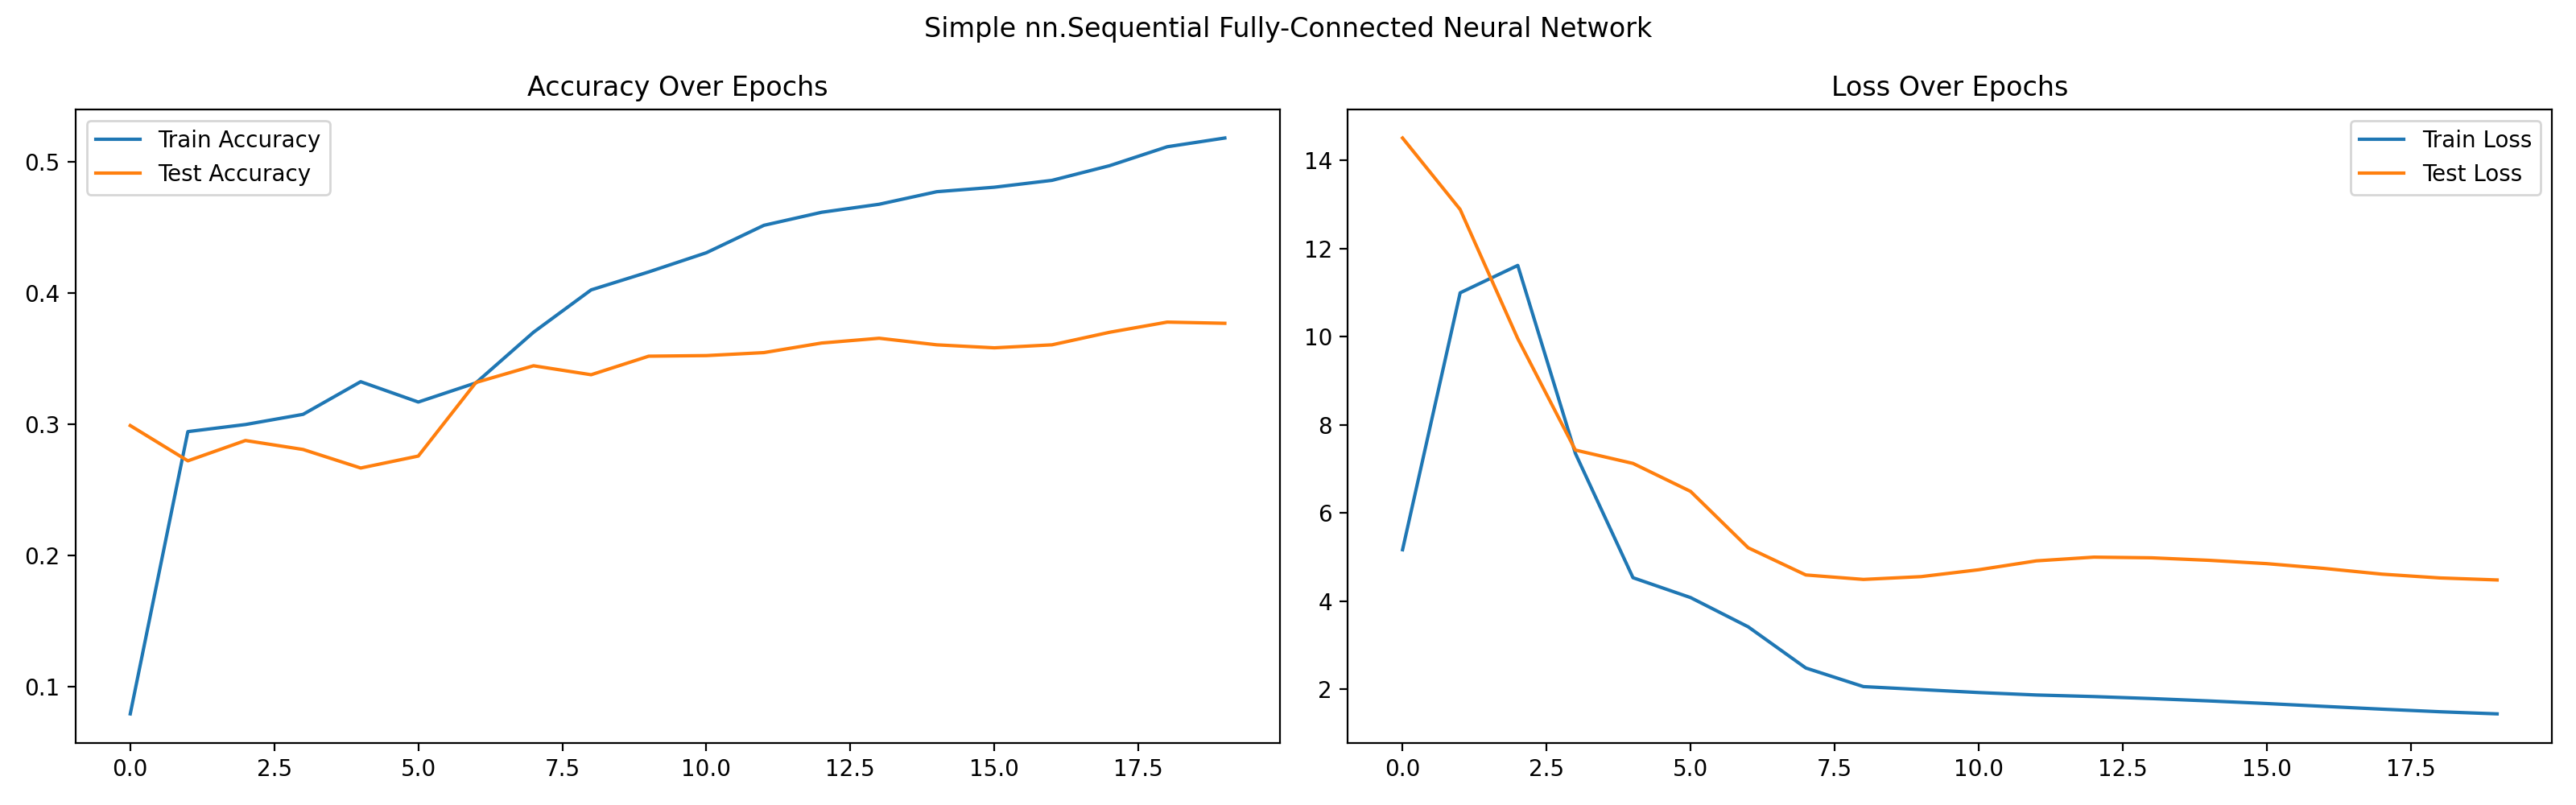 Simple nn.Sequential Fully-Connected Neural Network
Accuracy Over Epochs
Train Accuracy
Test Accuracy
0.5
0.4
0.3
0.2
0.1
0.0 2.5 5.0 7.5 10.0 12.5 15.0 17.5
Loss Over Epochs
Train Loss
Test Loss
14
12
10
8
6
4
2
0.0 2.5 5.0 7.5 10.0 12.5 15.0 17.5